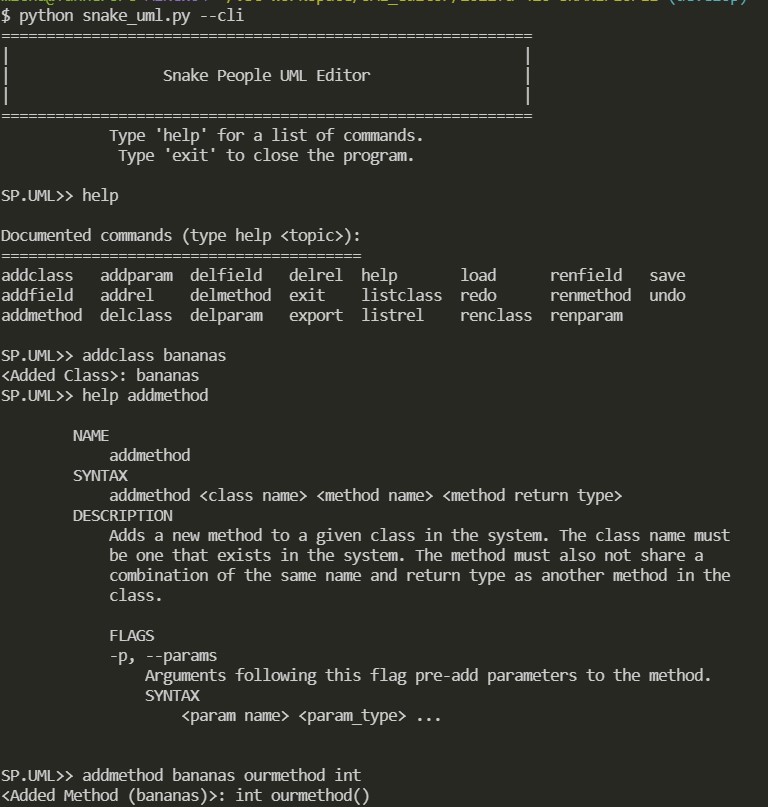 $ python snake_uml.py --cli
===========================================================
|                                                         |
|                 Snake People UML Editor                 |
|                                                         |
===========================================================
            Type 'help' for a list of commands.
             Type 'exit' to close the program.
SP.UML>> help
Documented commands (type help <topic>):
========================================
addclass   addparam  delfield   delrel  help       load      renfield   save
addfield   addrel    delmethod  exit    listclass  redo      renmethod  undo
addmethod  delclass  delparam   export  listrel    renclass  renparam
SP.UML>> addclass bananas
<Added Class>: bananas
SP.UML>> help addmethod
        NAME
            addmethod
        SYNTAX
            addmethod <class name> <method name> <method return type>
        DESCRIPTION
            Adds a new method to a given class in the system. The class name must
            be one that exists in the system. The method must also not share a
            combination of the same name and return type as another method in the
            class.
            FLAGS
            -p, --params
                Arguments following this flag pre-add parameters to the method.
                SYNTAX
                    <param name> <param_type> ...
SP.UML>> addmethod bananas ourmethod int
<Added Method (bananas)>: int ourmethod()